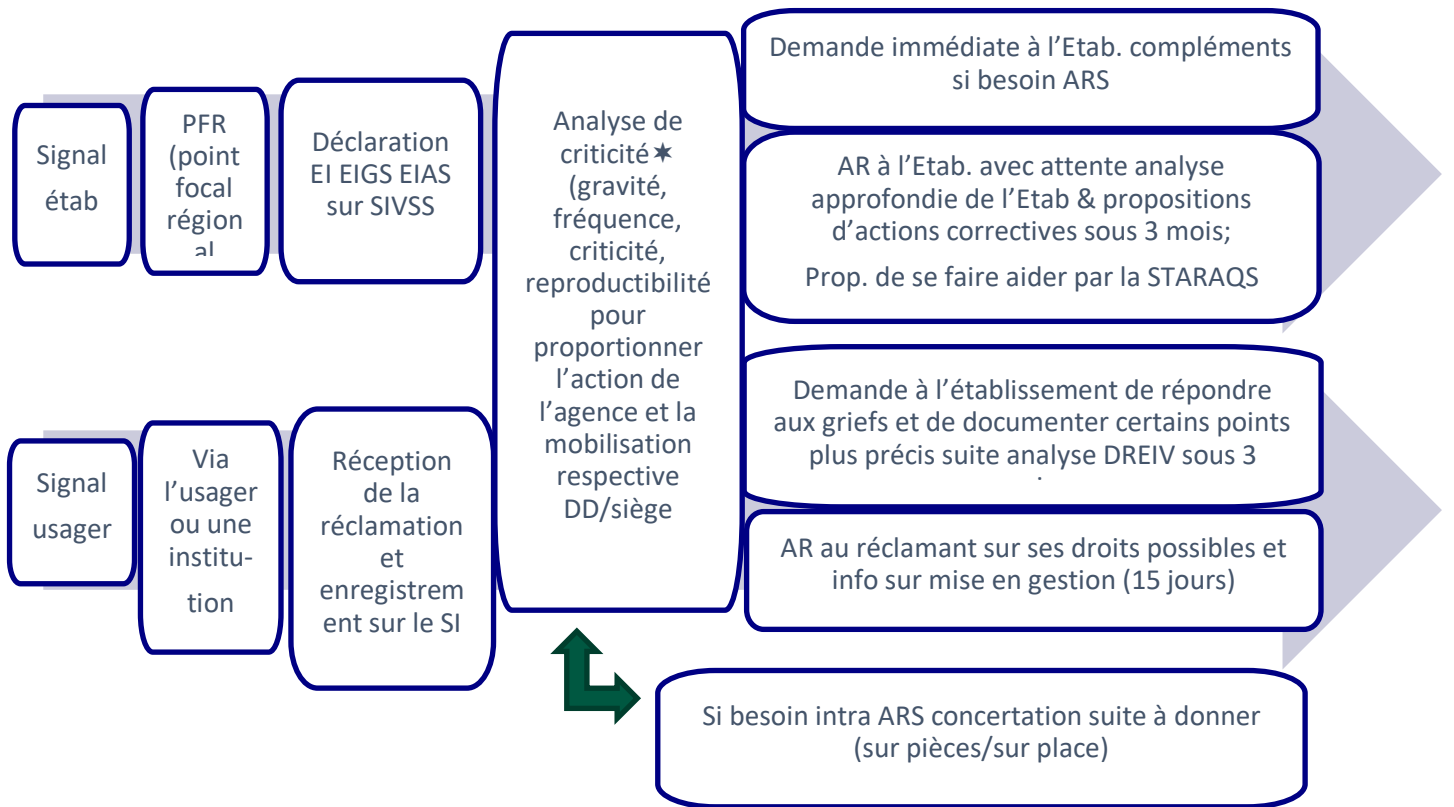 Signal
étab
PFR
(point
focal
région
al
Déclaration
EI EIGS EIAS
sur SIVSS
Signal
usager
Via
l’usager
ou une
institu-
tion
Réception
de la
réclamation
et
enregistrem
ent sur le SI
Analyse de
criticité✶
(gravité,
fréquence,
criticité,
reproductibilité
pour
proportionner
l’action de
l’agence et la
mobilisation
respective
DD/siège
Demande immédiate à l’Etab. compléments
si besoin ARS
AR à l’Etab. avec attente analyse
approfondie de l’Etab & propositions
d’actions correctives sous 3 mois;
Prop. de se faire aider par la STARAQS
Demande à l’établissement de répondre
aux griefs et de documenter certains points
plus précis suite analyse DREIV sous 3
AR au réclamant sur ses droits possibles et
info sur mise en gestion (15 jours)
Si besoin intra ARS concertation suite à donner
(sur pièces/sur place)